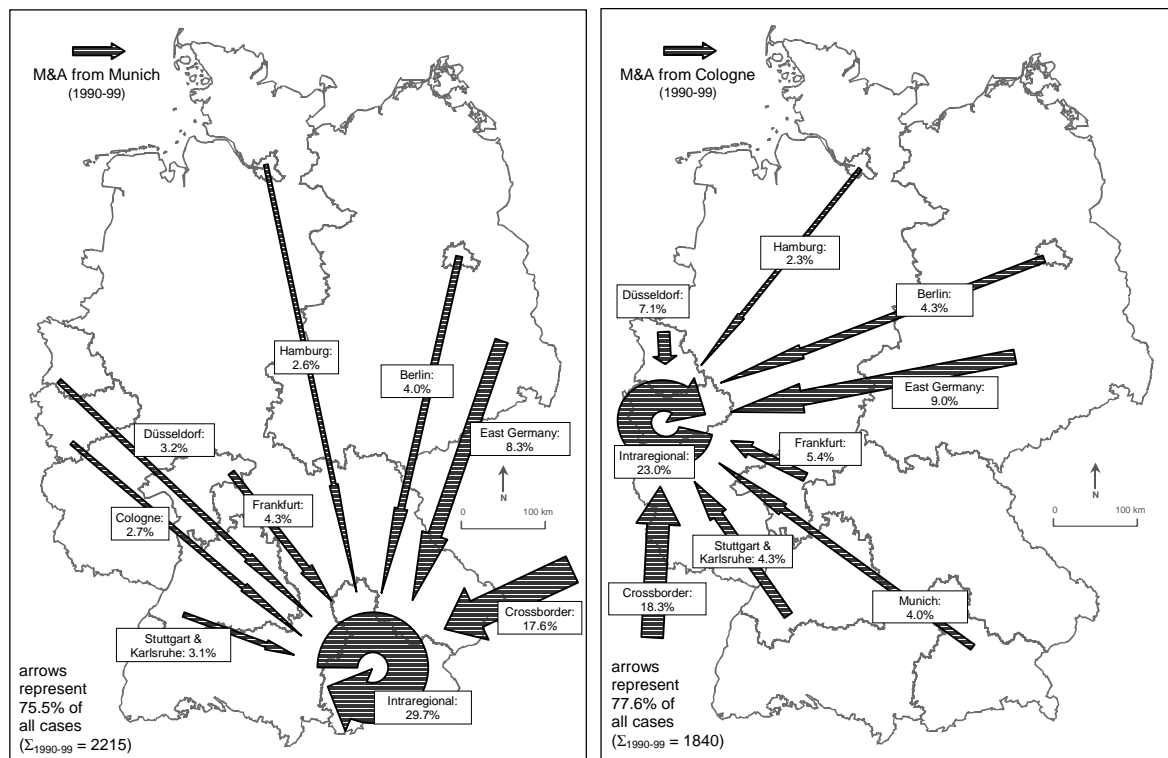 M&A from Munich
(1990-99)
Hamburg:
2.6%
Berlin:
4.0%
Düsseldorf:
3.2%
East Germany:
8.3%
N
0 100 km
Frankfurt:
4.3%
Cologne:
2.7%
Crossborder:
17.6%
Stuttgart &
Karlsruhe: 3.1%
Intraregional:
29.7%
arrows
represent
75.5% of
all cases
(Σ1990-99 = 2215)
M&A from Cologne
(1990-99)
Hamburg:
2.3%
Düsseldorf:
7.1%
Berlin:
4.3%
East Germany:
9.0%
Frankfurt:
5.4%
Intraregional:
23.0%
N
0 100 km
Stuttgart &
Karlsruhe: 4.3%
Crossborder:
18.3%
Munich:
4.0%
arrows
represent
77.6% of
all cases
(Σ1990-99 = 1840)